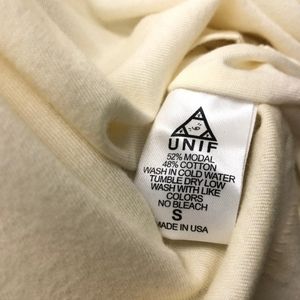 UNIF
52% MODAL
48% COTTON
WASH IN COLD WATER
TUMBLE DRY LOW
WASH WITH LIKE
COLORS
NO BLEACH
S
MADE IN USA